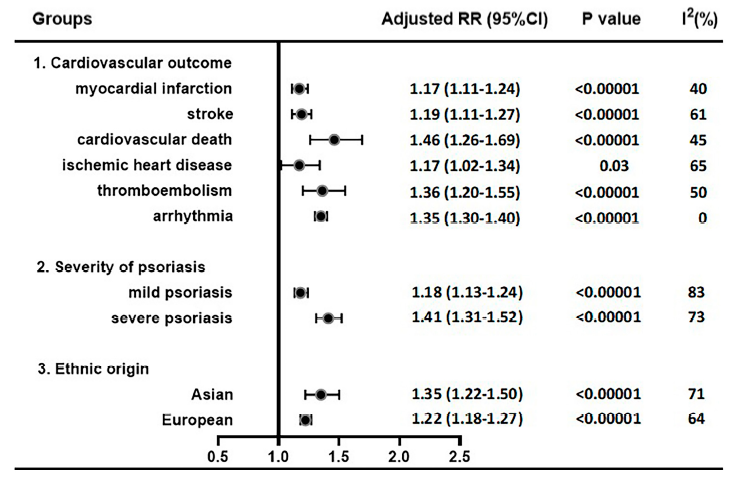 Groups Adjusted RR (95%CI) P value I²(%)
1. Cardiovascular outcome
myocardial infarction 1.17 (1.11-1.24) <0.00001 40
stroke 1.19 (1.11-1.27) <0.00001 61
cardiovascular death 1.46 (1.26-1.69) <0.00001 45
ischemic heart disease 1.17 (1.02-1.34) 0.03 65
thromboembolism 1.36 (1.20-1.55) <0.00001 50
arrhythmia 1.35 (1.30-1.40) <0.00001 0
2. Severity of psoriasis
mild psoriasis 1.18 (1.13-1.24) <0.00001 83
severe psoriasis 1.41 (1.31-1.52) <0.00001 73
3. Ethnic origin
Asian 1.35 (1.22-1.50) <0.00001 71
European 1.22 (1.18-1.27) <0.00001 64
0.5 1.0 1.5 2.0 2.5